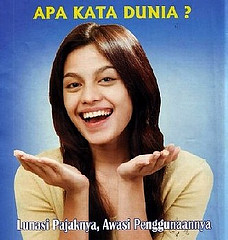 APA KATA DUNIA ?
Lunasi Pajaknya, Awasi Penggunaannya